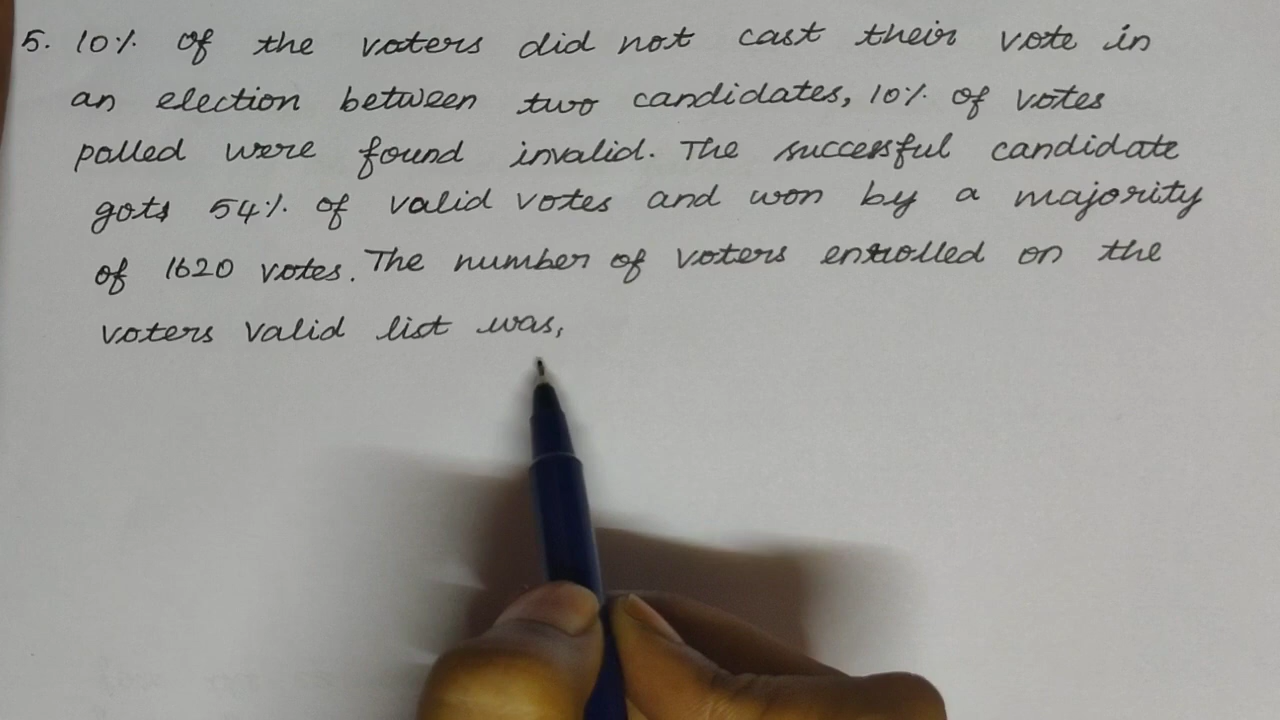 5. 10% of the voters did not cast their vote in
an election between two candidates, 10% of votes
polled were found invalid. The successful candidate
gots 54% of valid votes and won by a majority
of 1620 votes. The number of voters enrolled on the
voters valid list was,